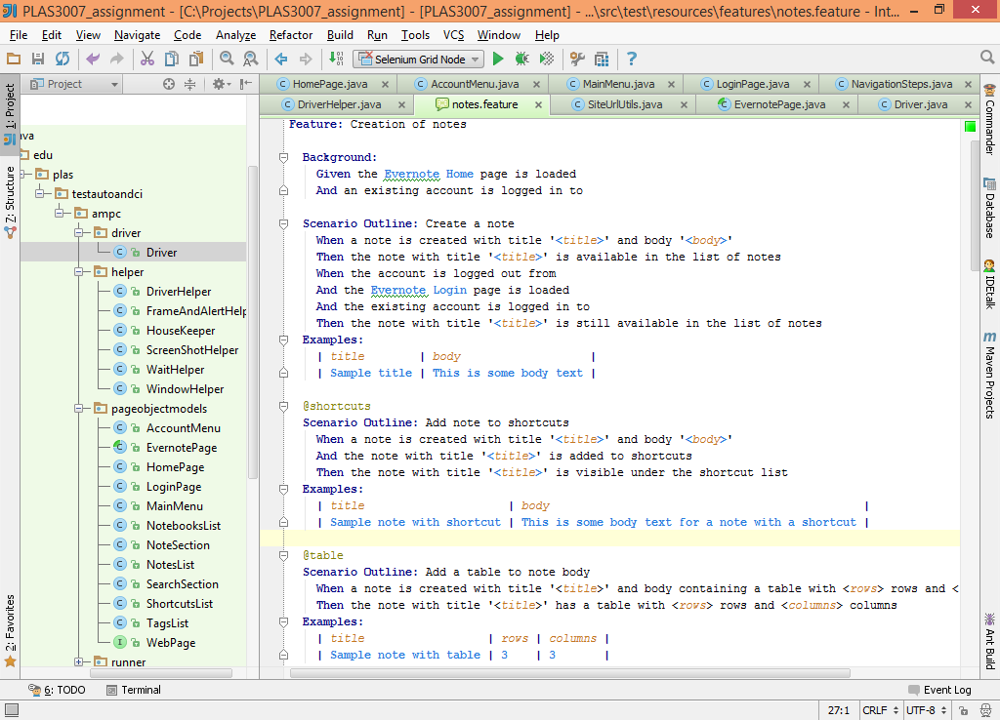 PLAS3007_assignment - [C:\Projects\PLAS3007_assignment] - [PLAS3007_assignment] - ...\src\test\resources\features\notes.feature - Int...
File Edit View Navigate Code Analyze Refactor Build Run Tools VCS Window Help
Selenium Grid Node
Project
HomePage.java AccountMenu.java MainMenu.java LoginPage.java NavigationSteps.java
DriverHelper.java notes.feature SiteUrlUtils.java EvernotePage.java Driver.java
1: Project
Z: Structure
2: Favorites
va
edu
plas
testautoandci
ampc
driver
Driver
helper
DriverHelper
FrameAndAlertHelp
HouseKeeper
ScreenShotHelper
WaitHelper
WindowHelper
pageobjectmodels
AccountMenu
EvernotePage
HomePage
LoginPage
MainMenu
NotebooksList
NoteSection
NotesList
SearchSection
ShortcutsList
TagsList
WebPage
runner
Feature: Creation of notes
Background:
Given the Evernote Home page is loaded
And an existing account is logged in to
Scenario Outline: Create a note
When a note is created with title '<title>' and body '<body>'
Then the note with title '<title>' is available in the list of notes
When the account is logged out from
And the Evernote Login page is loaded
And the existing account is logged in to
Then the note with title '<title>' is still available in the list of notes
Examples:
| title | body |
| Sample title | This is some body text |
@shortcuts
Scenario Outline: Add note to shortcuts
When a note is created with title '<title>' and body '<body>'
And the note with title '<title>' is added to shortcuts
Then the note with title '<title>' is visible under the shortcut list
Examples:
| title | body |
| Sample note with shortcut | This is some body text for a note with a shortcut |
@table
Scenario Outline: Add a table to note body
When a note is created with title '<title>' and body containing a table with <rows> rows and <
Then the note with title '<title>' has a table with <rows> rows and <columns> columns
Examples:
| title | rows | columns |
| Sample note with table | 3 | 3 |
Commander
Database
IDEtalk
Maven Projects
Ant Build
6: TODO Terminal Event Log
27:1 CRLF UTF-8